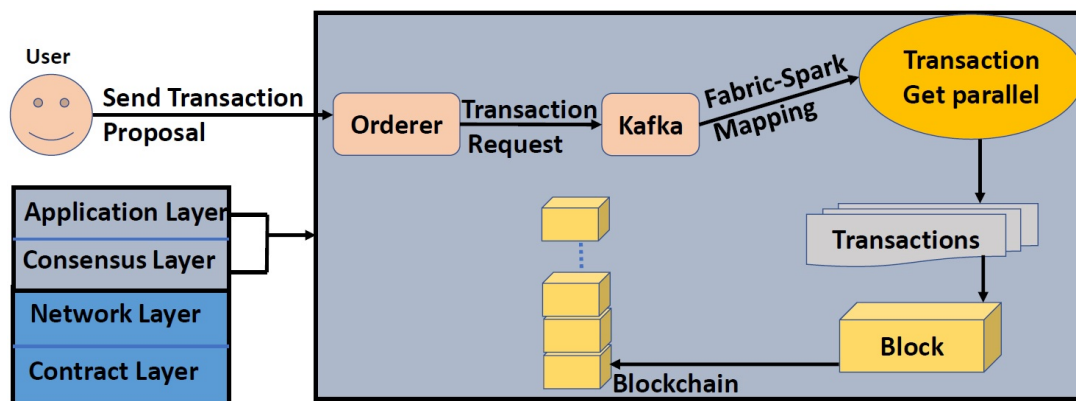 User
Send Transaction
Proposal
Orderer
Transaction
Request
Kafka
Fabric-Spark
Mapping
Transaction
Get parallel
Transactions
Block
Blockchain
Application Layer
Consensus Layer
Network Layer
Contract Layer